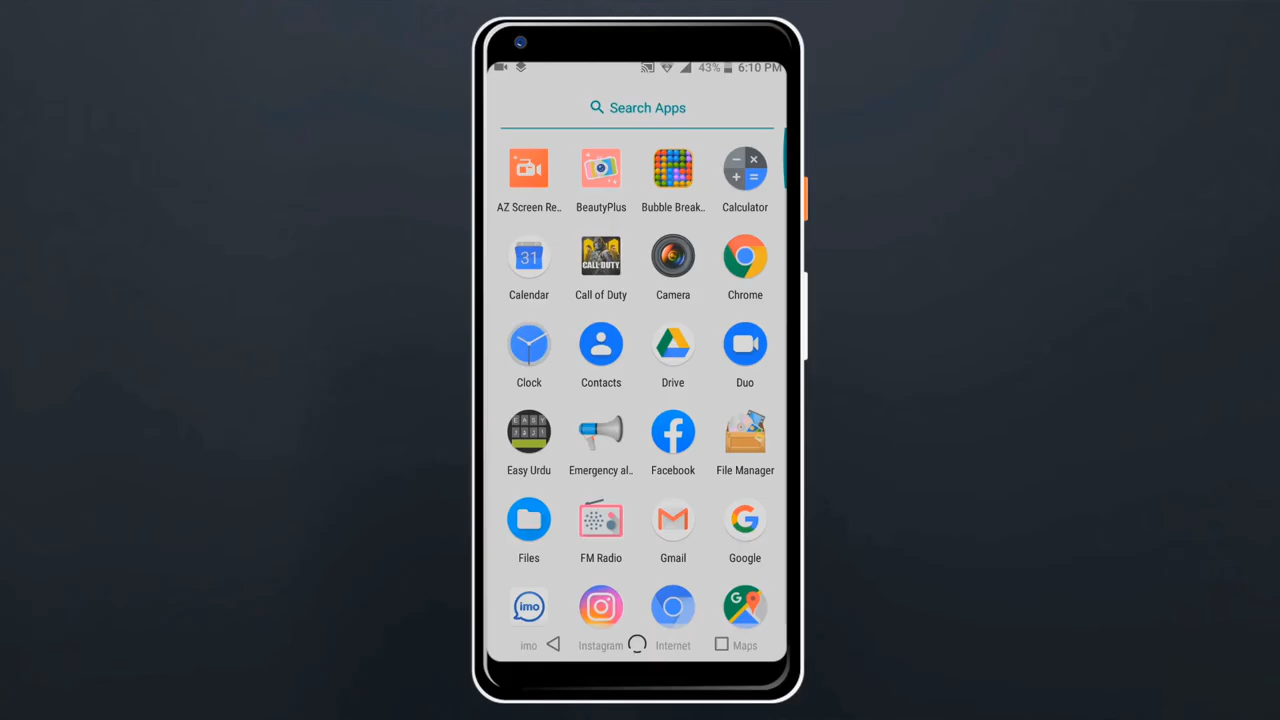 43% 6:10 PM
Search Apps
AZ Screen Re..
BeautyPlus
Bubble Break..
Calculator
31
CALL OF DUTY
Calendar
Call of Duty
Camera
Chrome
Clock
Contacts
Drive
Duo
EASY
Easy Urdu
Emergency al..
Facebook
File Manager
Files
FM Radio
Gmail
Google
imo
G
imo
Instagram
Internet
Maps